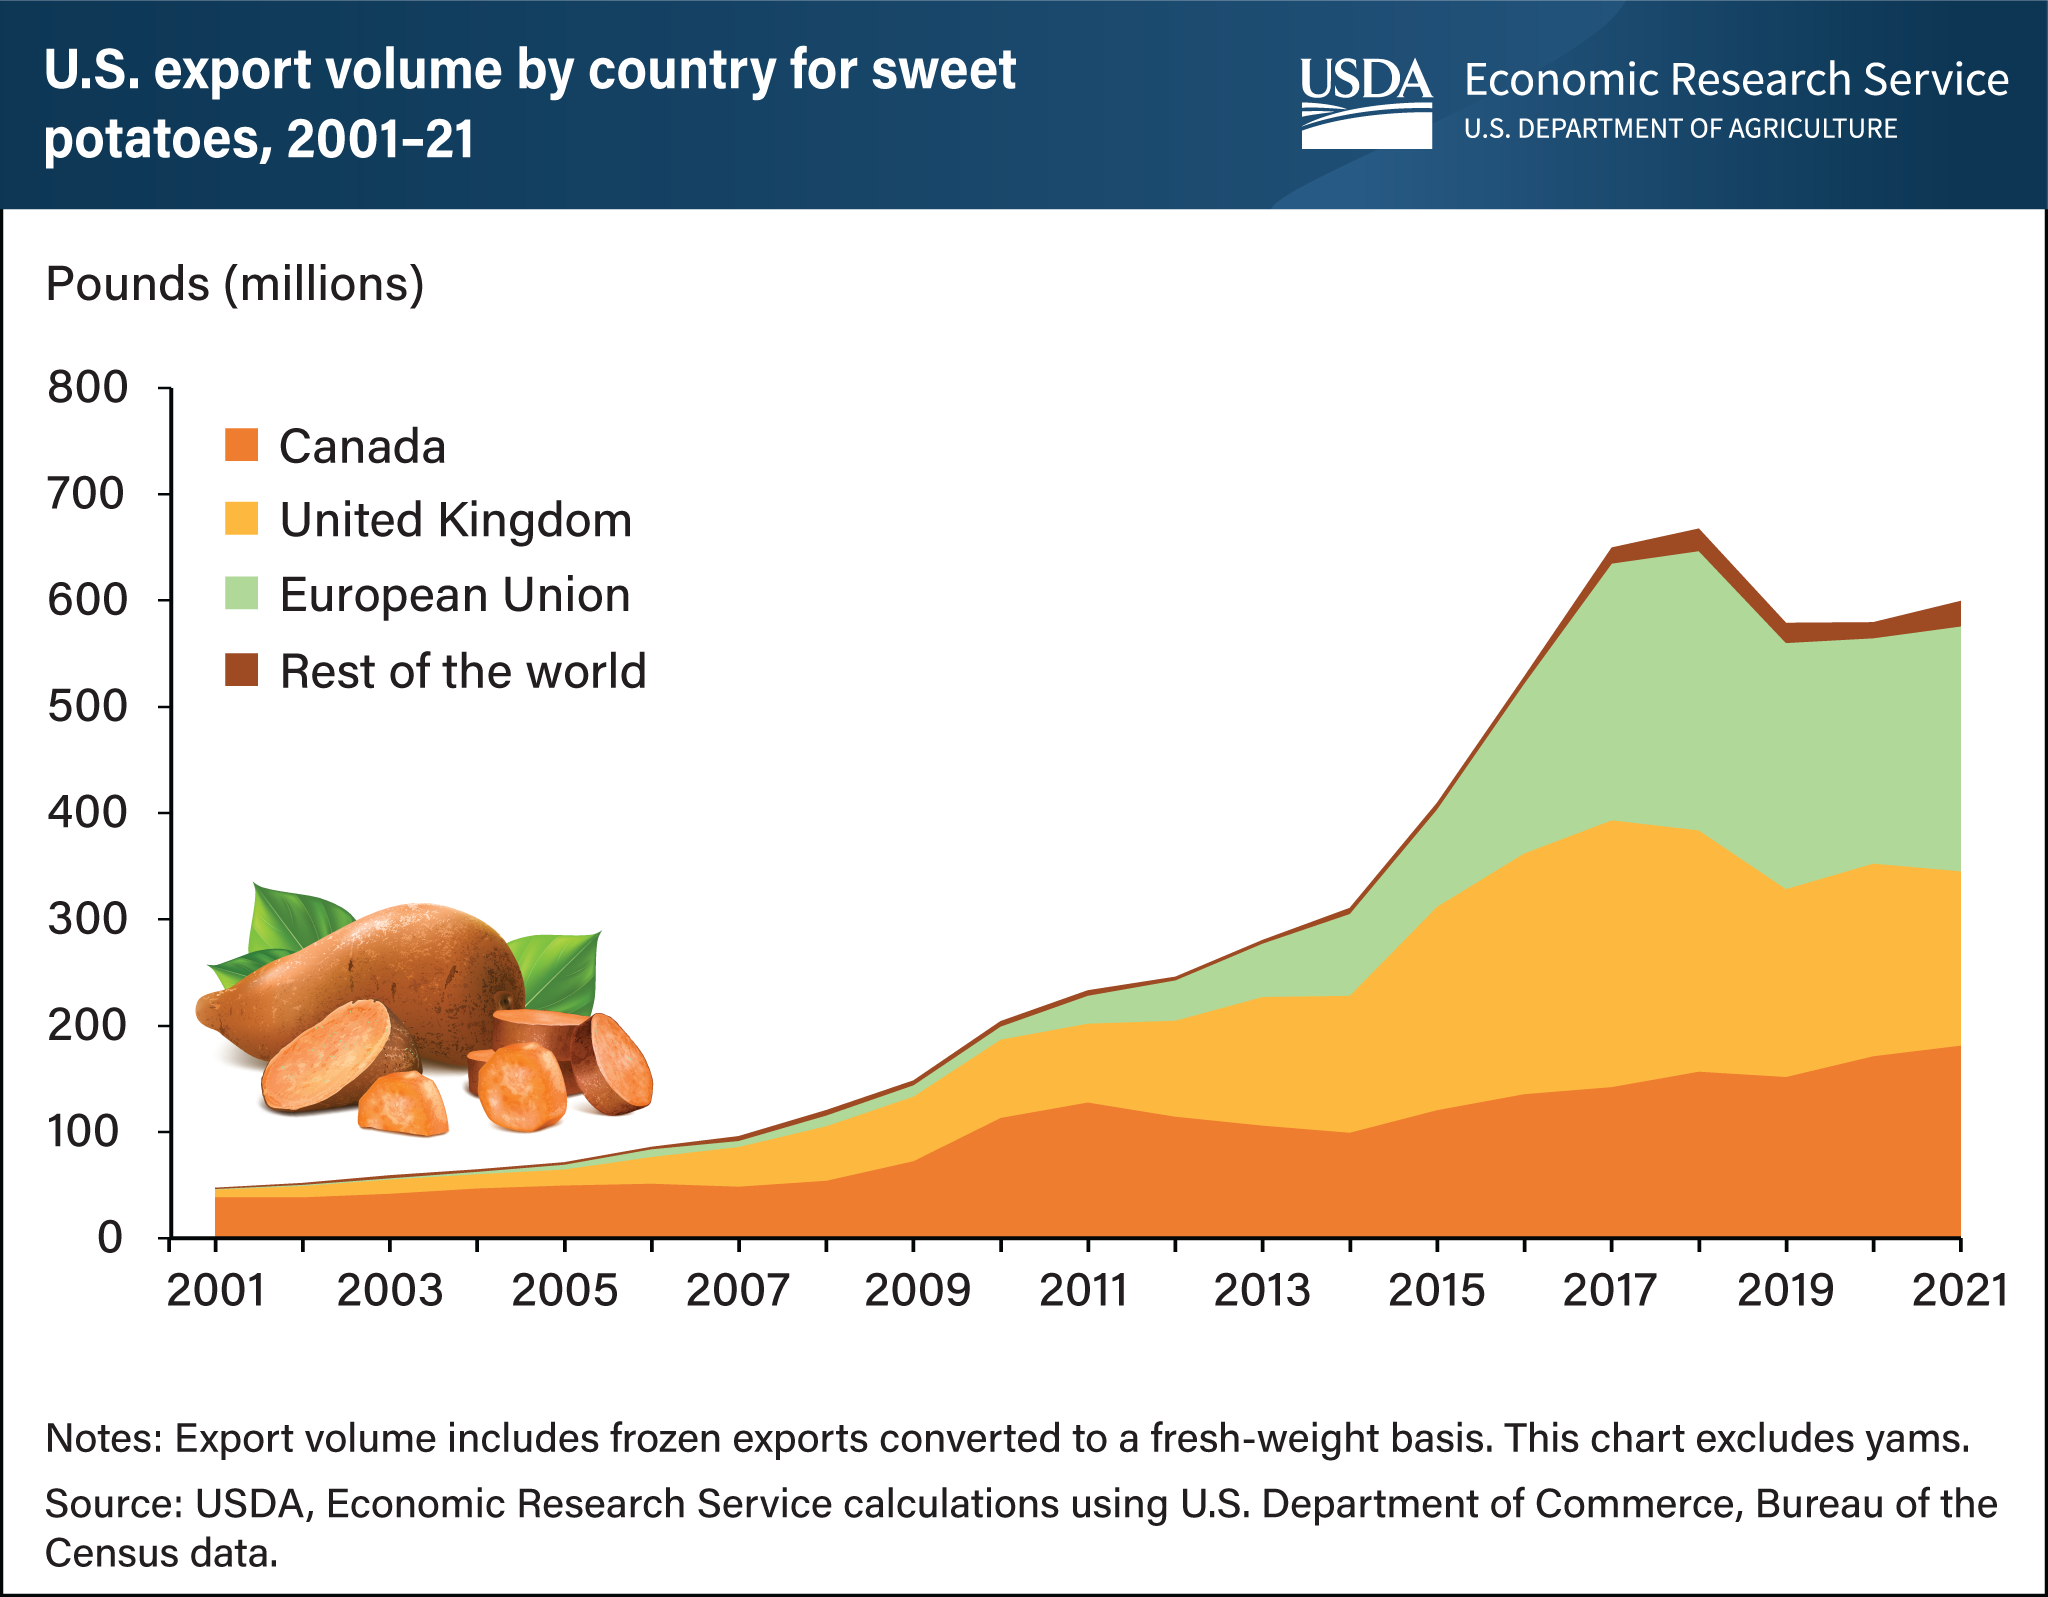 U.S. export volume by country for sweet
potatoes, 2001–21
USDA
Economic Research Service
U.S. DEPARTMENT OF AGRICULTURE
Pounds (millions)
800
700
600
500
400
300
200
100
0
Canada
United Kingdom
European Union
Rest of the world
2001 2003 2005 2007 2009 2011 2013 2015 2017 2019 2021
Notes: Export volume includes frozen exports converted to a fresh-weight basis. This chart excludes yams.
Source: USDA, Economic Research Service calculations using U.S. Department of Commerce, Bureau of the
Census data.